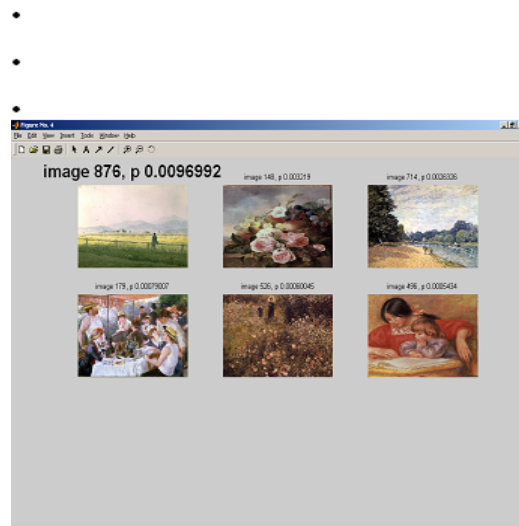 Figure No. 4
File Edit View Insert Tools Window Help
image 876, p 0.0096992
image 148, p 0.003219
image 714, p 0.0026326
image 179, p 0.00079007
image 526, p 0.00060045
image 496, p 0.0005434